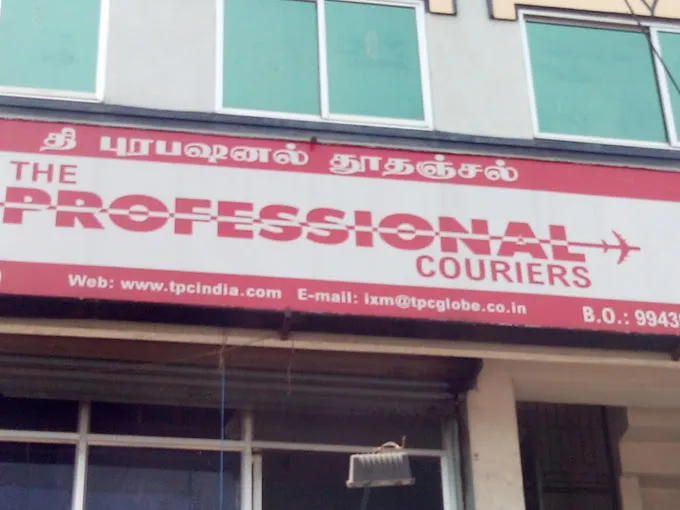 தி புரபஷனல் தூதஞ்சல்
THE
PROFESSIONAL
COURIERS
Web: www.tpcindia.com E-mail: ixm@tpcglobe.co.in
B.O.: 9943